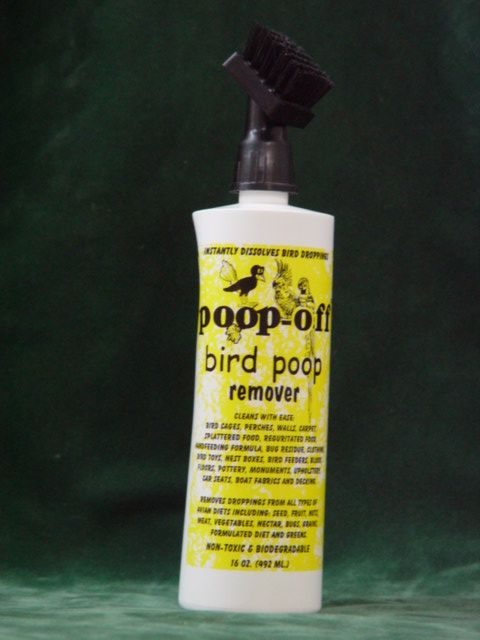 INSTANTLY DISSOLVES BIRD DROPPINGS
poop-off
bird poop
remover
CLEANS WITH EASE:
BIRD CAGES, PERCHES, WALLS, CARPET,
SPLATTERED FOOD, REGURITATED FOOD,
HANDFEEDING FORMULA, BUG RESIDUE, CLOTHING,
BIRD TOYS, NEST BOXES, BIRD FEEDERS, BLINDS,
FLOORS, POTTERY, MONUMENTS, UPHOLSTERY,
CAR SEATS, BOAT FABRICS AND DECKING.
REMOVES DROPPINGS FROM ALL TYPES OF
AVIAN DIETS INCLUDING: SEED, FRUIT, NUTS,
MEAT, VEGETABLES, NECTAR, BUGS, GRAINS,
FORMULATED DIET AND GREENS.
NON-TOXIC & BIODEGRADABLE
16 OZ. (492 ML.)